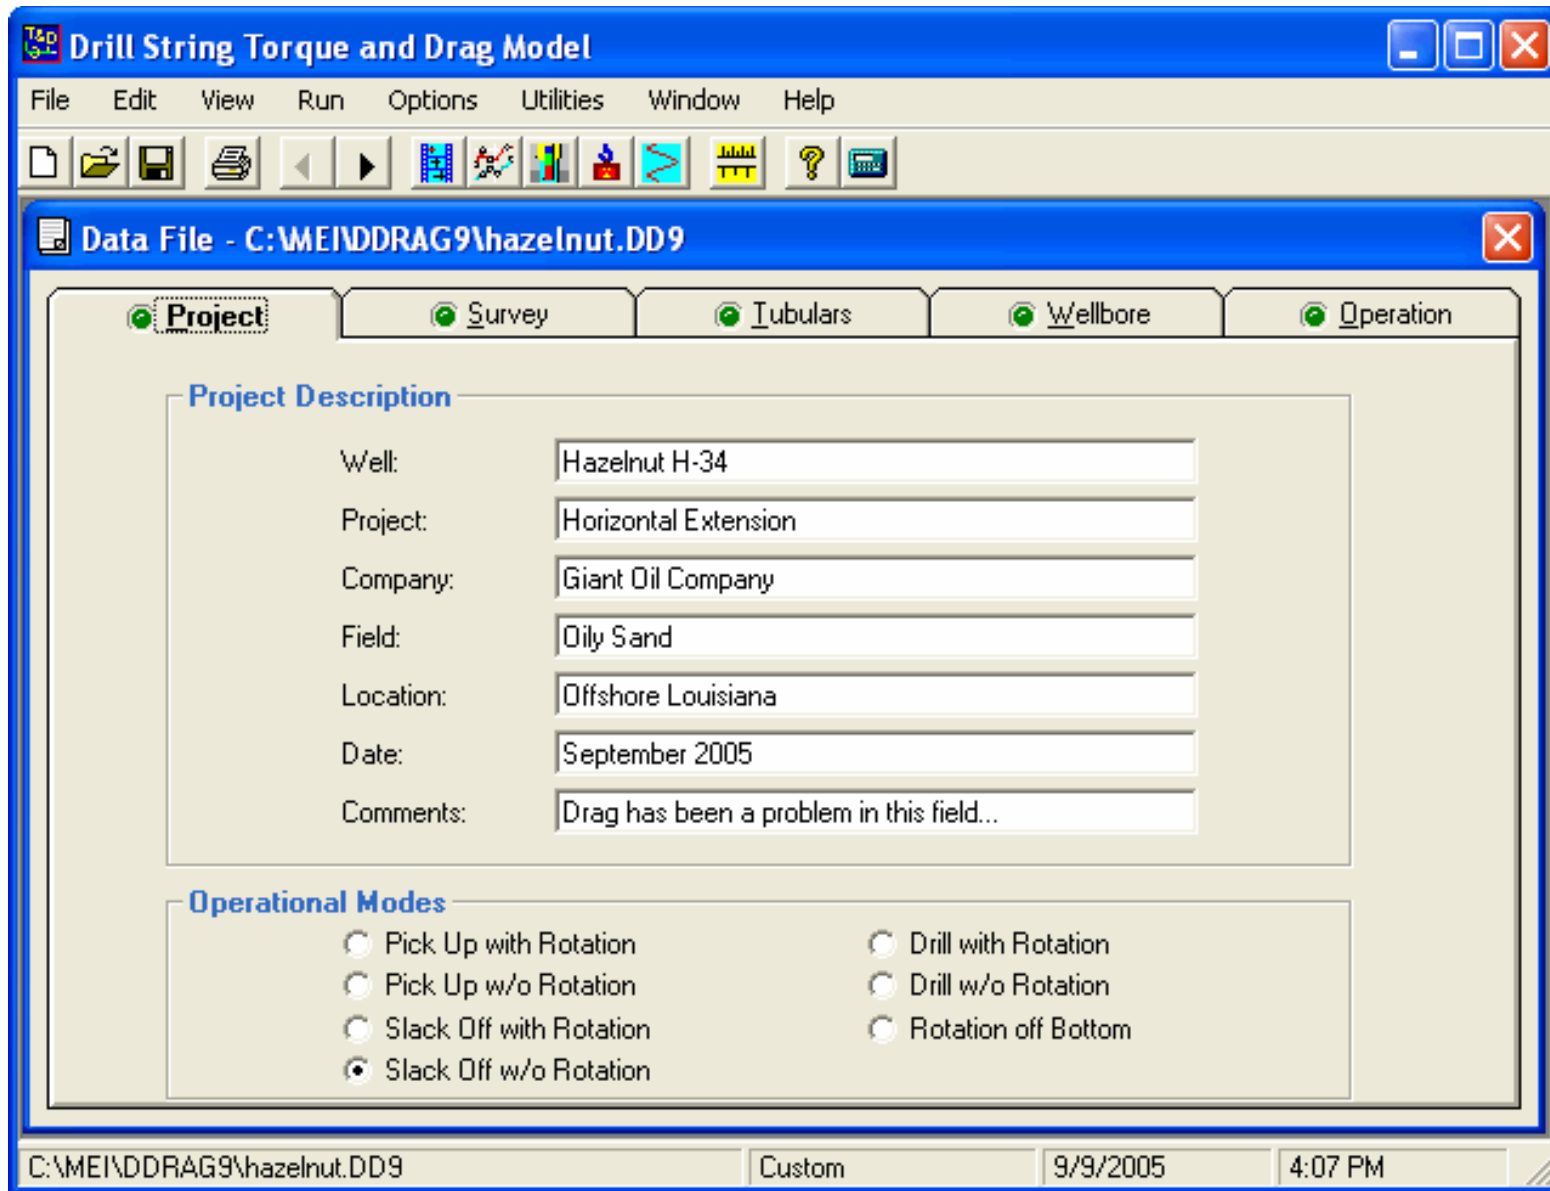 T&D
Drill String Torque and Drag Model
File Edit View Run Options Utilities Window Help
Data File - C:\MEI\DDRAG9\hazelnut.DD9
Project Survey Tubulars Wellbore Operation
Project Description
Well: Hazelnut H-34
Project: Horizontal Extension
Company: Giant Oil Company
Field: Oily Sand
Location: Offshore Louisiana
Date: September 2005
Comments: Drag has been a problem in this field...
Operational Modes
Pick Up with Rotation Drill with Rotation
Pick Up w/o Rotation Drill w/o Rotation
Slack Off with Rotation Rotation off Bottom
Slack Off w/o Rotation
C:\MEI\DDRAG9\hazelnut.DD9 Custom 9/9/2005 4:07 PM